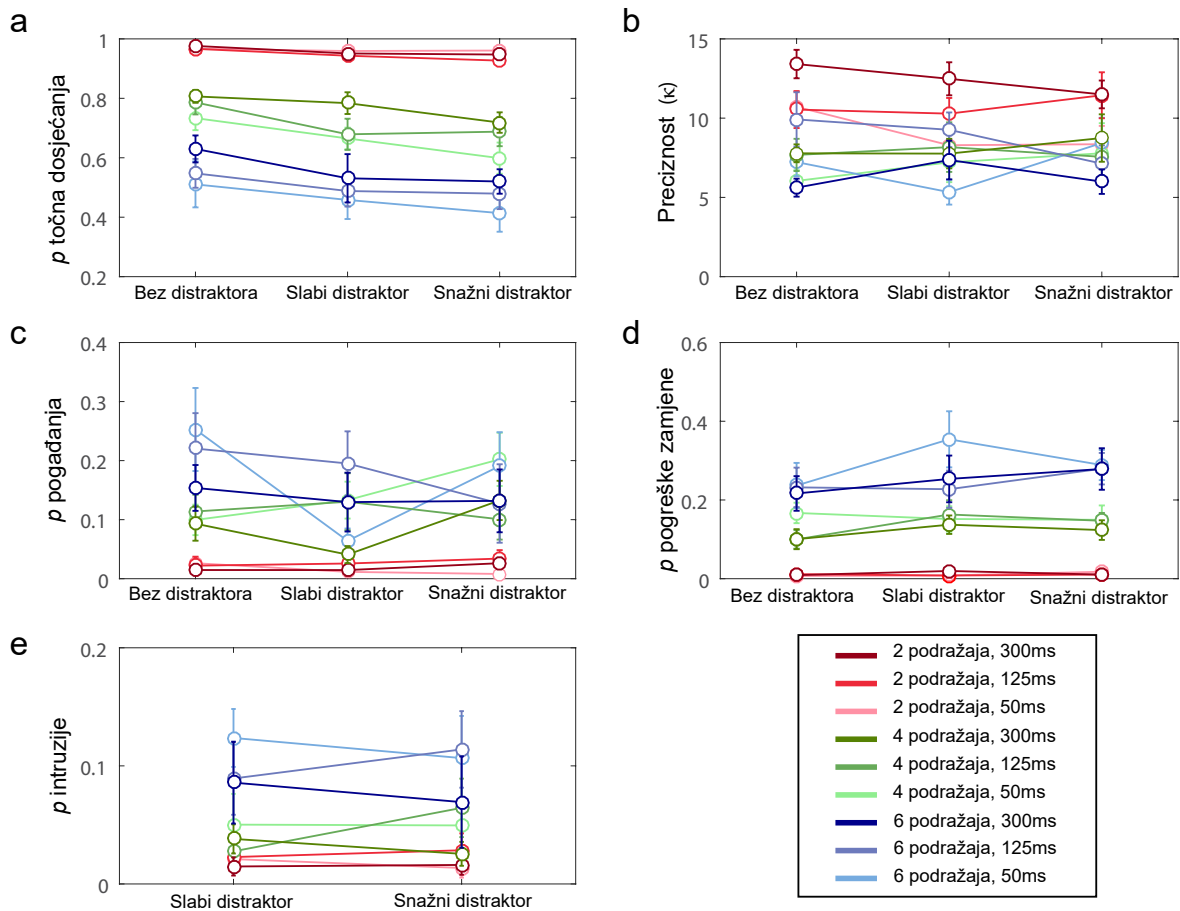 a
1
0.8
0.6
0.4
0.2
p točna dosjećanja
Bez distraktora
Slabi distraktor
Snažni distraktor
b
15
10
5
0
Preciznost (κ)
Bez distraktora
Slabi distraktor
Snažni distraktor
c
0.4
0.3
0.2
0.1
0
p pogađanja
Bez distraktora
Slabi distraktor
Snažni distraktor
d
0.6
0.4
0.2
0
p pogreške zamjene
Bez distraktora
Slabi distraktor
Snažni distraktor
e
0.2
0.1
0
p intruzije
Slabi distraktor
Snažni distraktor
2 podražaja, 300ms
2 podražaja, 125ms
2 podražaja, 50ms
4 podražaja, 300ms
4 podražaja, 125ms
4 podražaja, 50ms
6 podražaja, 300ms
6 podražaja, 125ms
6 podražaja, 50ms